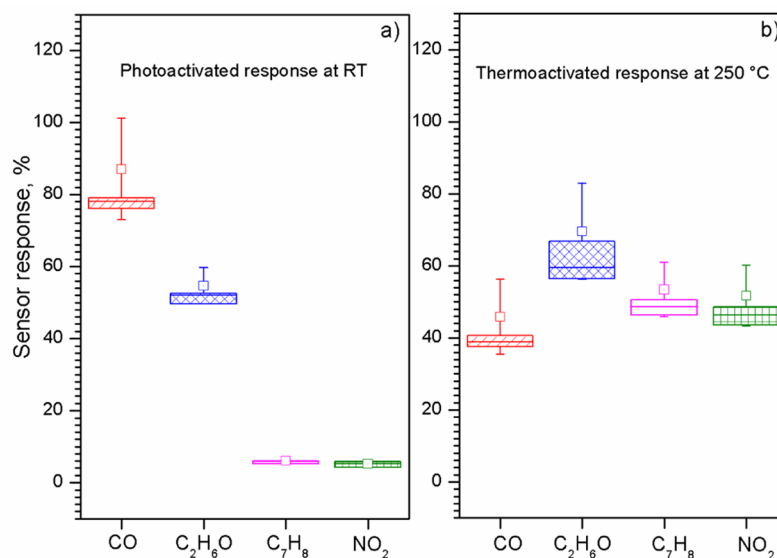 a)
Photoactivated response at RT
Sensor response, %
120
100
80
60
40
20
0
CO C₂H₆O C₇H₈ NO₂
b)
Thermoactivated response at 250 °C
120
100
80
60
40
20
0
CO C₂H₆O C₇H₈ NO₂